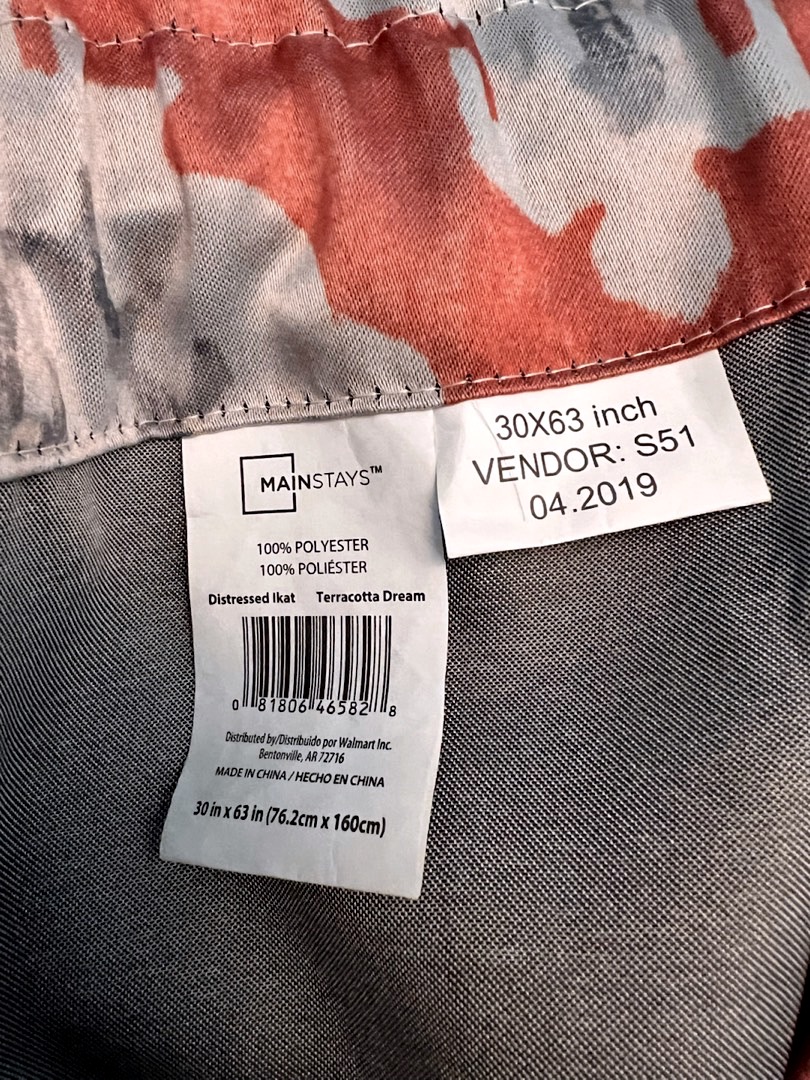 MAINSTAYS™
100% POLYESTER
100% POLIÉSTER
Distressed Ikat Terracotta Dream
0 81806 46582 8
Distributed by/Distribuido por Walmart Inc.
Bentonville, AR 72716
MADE IN CHINA / HECHO EN CHINA
30 in x 63 in (76.2cm x 160cm)
30X63 inch
VENDOR: S51
04.2019